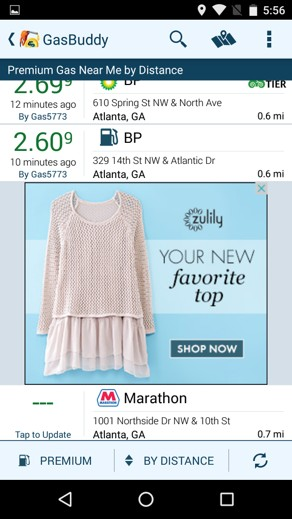 5:56
GasBuddy
Premium Gas Near Me by Distance
2.69⁹
BP
TIER
12 minutes ago
610 Spring St NW & North Ave
By Gas5773
Atlanta, GA
0.6 mi
2.60⁹
BP
10 minutes ago
329 14th St NW & Atlantic Dr
By Gas5773
Atlanta, GA
0.6 mi
zulily
YOUR NEW
favorite
top
SHOP NOW
---
MARATHON
Marathon
1001 Northside Dr NW & 10th St
Tap to Update
Atlanta, GA
0.7 mi
PREMIUM
BY DISTANCE